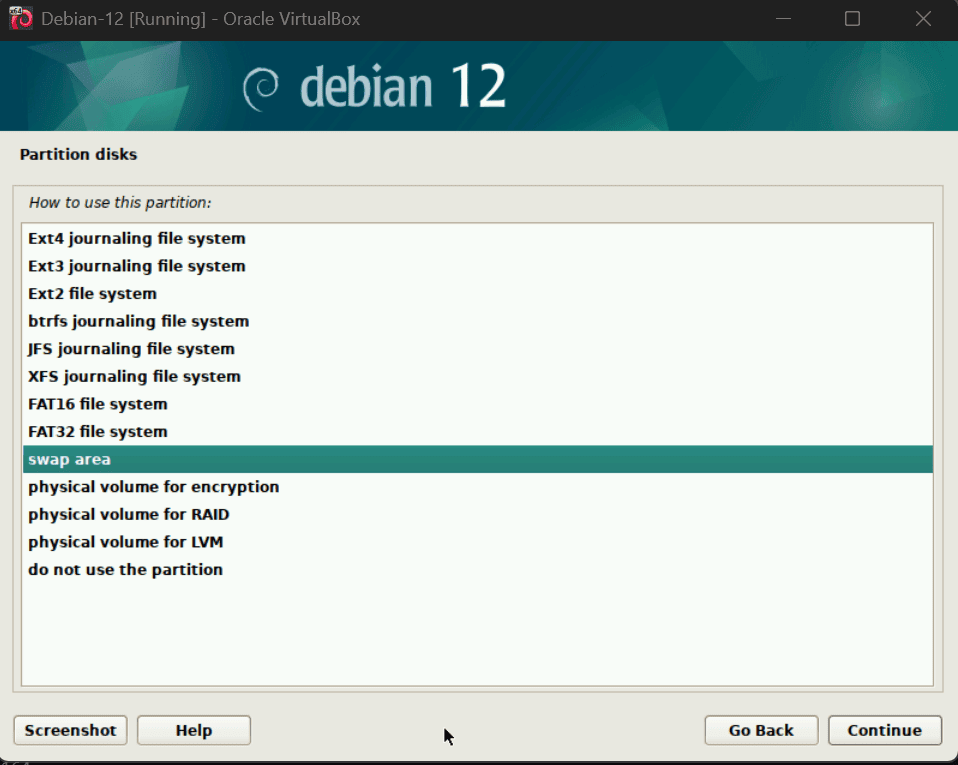 Debian-12 [Running] - Oracle VirtualBox
debian 12
Partition disks
How to use this partition:
Ext4 journaling file system
Ext3 journaling file system
Ext2 file system
btrfs journaling file system
JFS journaling file system
XFS journaling file system
FAT16 file system
FAT32 file system
swap area
physical volume for encryption
physical volume for RAID
physical volume for LVM
do not use the partition
Screenshot Help Go Back Continue